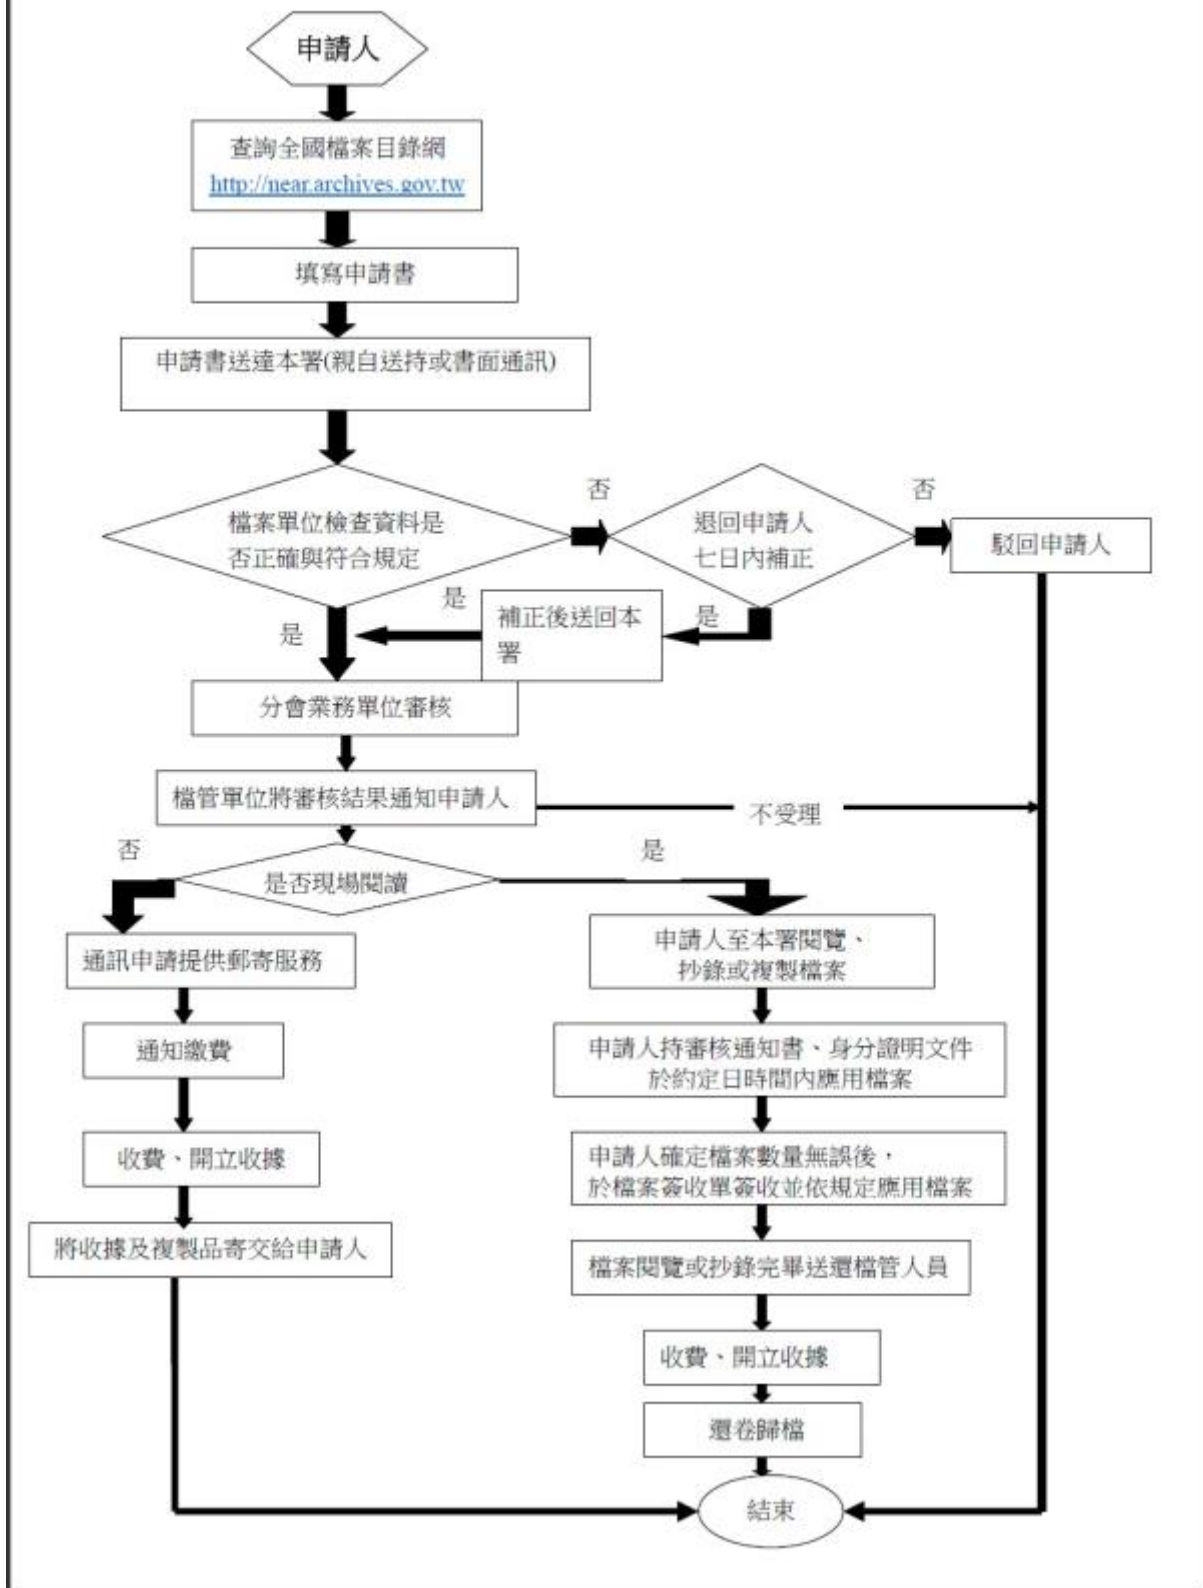 申請人
查詢全國檔案目錄網
http://near.archives.gov.tw
填寫申請書
申請書送達本署(親自送持或書面通訊)
檔案單位檢查資料是
否正確與符合規定
否
退回申請人
七日內補正
否
駁回申請人
是
是
補正後送回本
署
是
分會業務單位審核
檔管單位將審核結果通知申請人
不受理
否
是否現場閱讀
是
通訊申請提供郵寄服務
通知繳費
收費、開立收據
將收據及複製品寄交給申請人
申請人至本署閱覽、
抄錄或複製檔案
申請人持審核通知書、身分證明文件
於約定日時間內應用檔案
申請人確定檔案數量無誤後，
於檔案簽收單簽收並依規定應用檔案
檔案閱覽或抄錄完畢送還檔管人員
收費、開立收據
還卷歸檔
結束